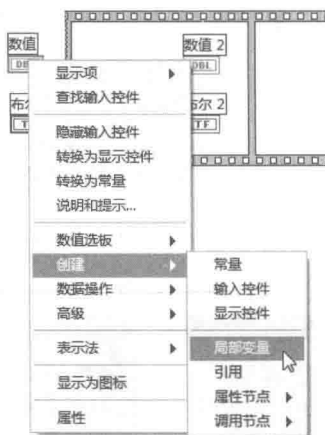 数值
数值 2
DBL
显示项
查找输入控件
布尔 2
TF
隐藏输入控件
转换为显示控件
转换为常量
说明和提示...
数值选板
创建
常量
数据操作
输入控件
高级
显示控件
表示法
局部变量
引用
显示为图标
属性节点
属性
调用节点